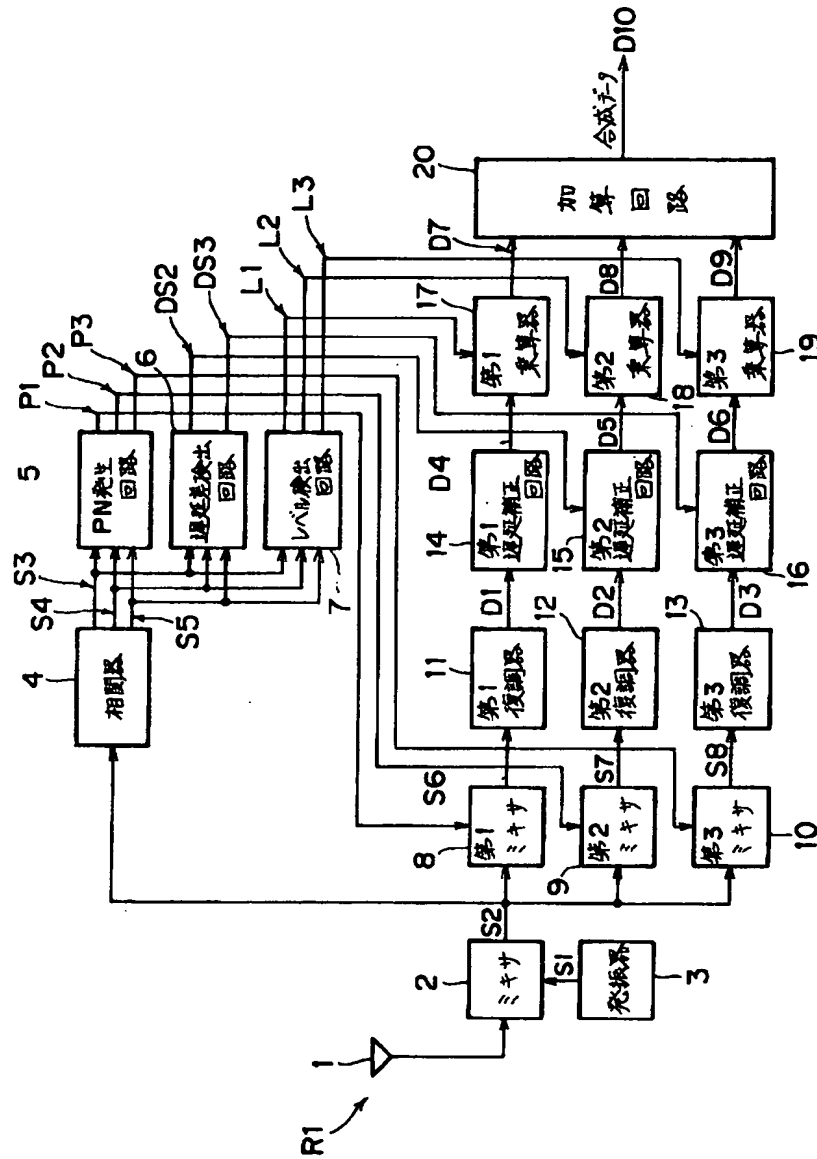 R1
1
2
ミキサ
S1
発振器
3
S2
4
相関器
S3
S4
S5
5
PN発生
回路
P1
P2
P3
6
遅延差検出
回路
DS2
DS3
7
レベル検出
回路
L1
L2
L3
8
第1
ミキサ
S6
11
第1
復調器
D1
14
第1
遅延補正
回路
D4
17
第1
乗算器
D7
9
第2
ミキサ
S7
12
第2
復調器
D2
15
第2
遅延補正
回路
D5
18
第2
乗算器
D8
10
第3
ミキサ
S8
13
第3
復調器
D3
16
第3
遅延補正
回路
D6
19
第3
乗算器
D9
20
加算
回路
合成データ
D10